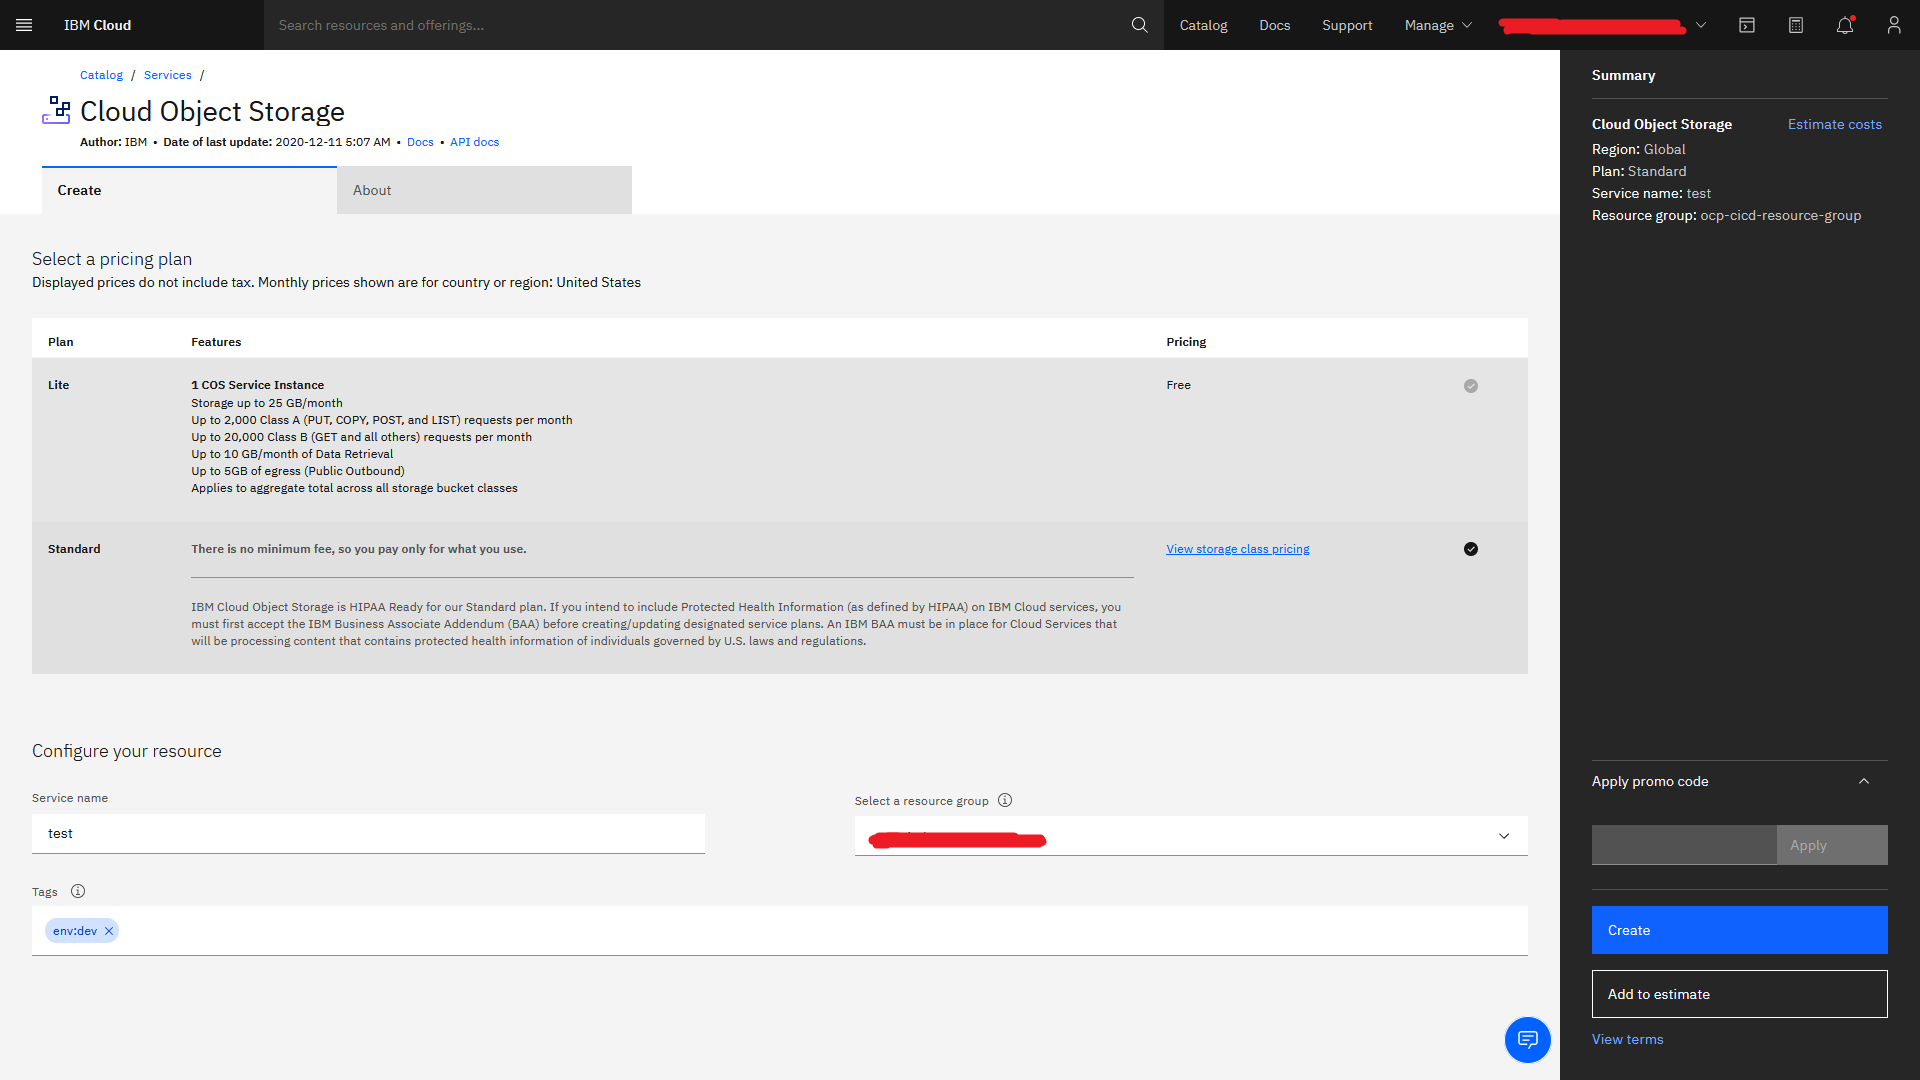 IBM Cloud
Search resources and offerings...
Catalog
Docs
Support
Manage
Catalog / Services /
Cloud Object Storage
Author: IBM • Date of last update: 2020-12-11 5:07 AM • Docs • API docs
Create
About
Select a pricing plan
Displayed prices do not include tax. Monthly prices shown are for country or region: United States
Plan
Features
Pricing
Lite
1 COS Service Instance
Free
Storage up to 25 GB/month
Up to 2,000 Class A (PUT, COPY, POST, and LIST) requests per month
Up to 20,000 Class B (GET and all others) requests per month
Up to 10 GB/month of Data Retrieval
Up to 5GB of egress (Public Outbound)
Applies to aggregate total across all storage bucket classes
Standard
There is no minimum fee, so you pay only for what you use.
View storage class pricing
IBM Cloud Object Storage is HIPAA Ready for our Standard plan. If you intend to include Protected Health Information (as defined by HIPAA) on IBM Cloud services, you
must first accept the IBM Business Associate Addendum (BAA) before creating/updating designated service plans. An IBM BAA must be in place for Cloud Services that
will be processing content that contains protected health information of individuals governed by U.S. laws and regulations.
Configure your resource
Service name
test
Select a resource group
Tags
env:dev
Summary
Cloud Object Storage
Estimate costs
Region: Global
Plan: Standard
Service name: test
Resource group: ocp-cicd-resource-group
Apply promo code
Apply
Create
Add to estimate
View terms